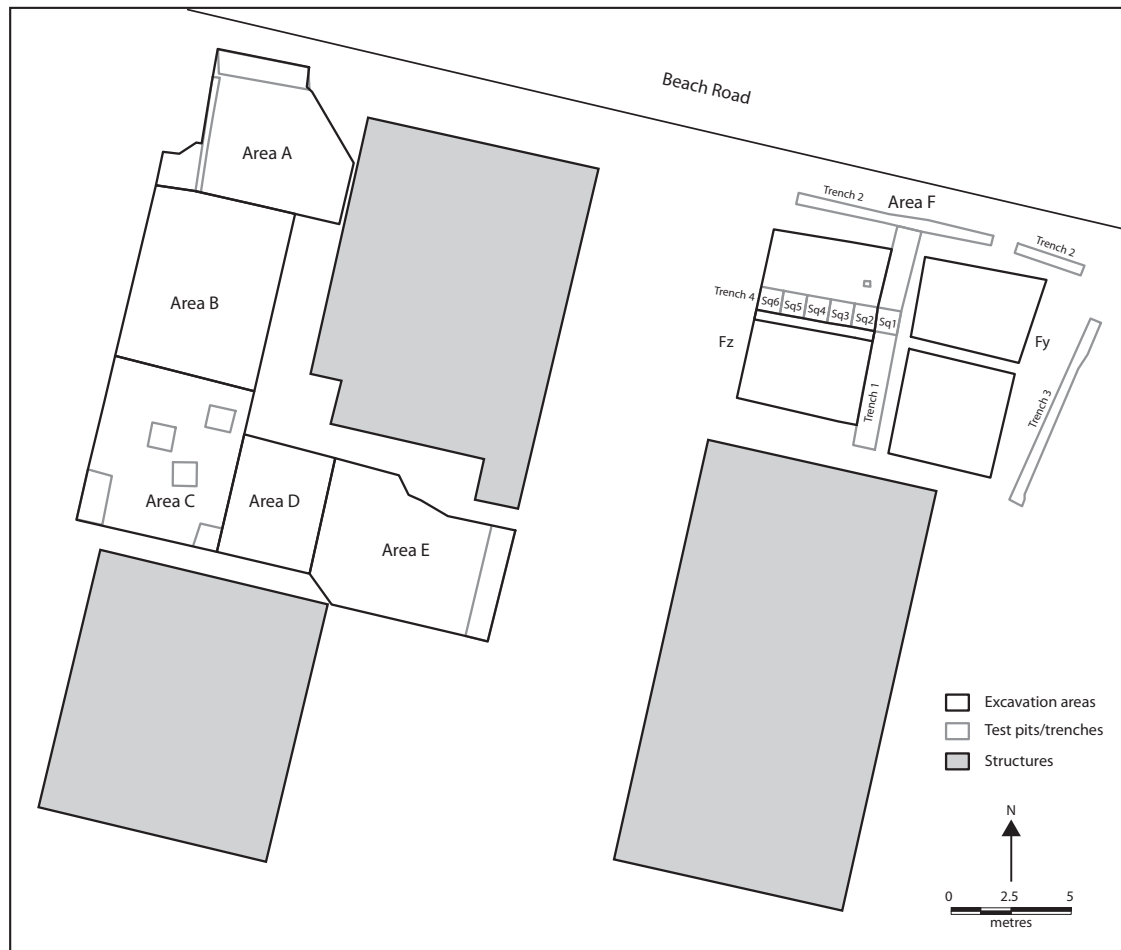 Beach Road
Area A
Trench 2
Area F
Trench 2
Area B
Trench 4
Sq6
Sq5
Sq4
Sq3
Sq2
Sq1
Fz
Fy
Trench 1
Trench 3
Area C
Area D
Area E
Excavation areas
Test pits/trenches
Structures
N
0 2.5 5
metres